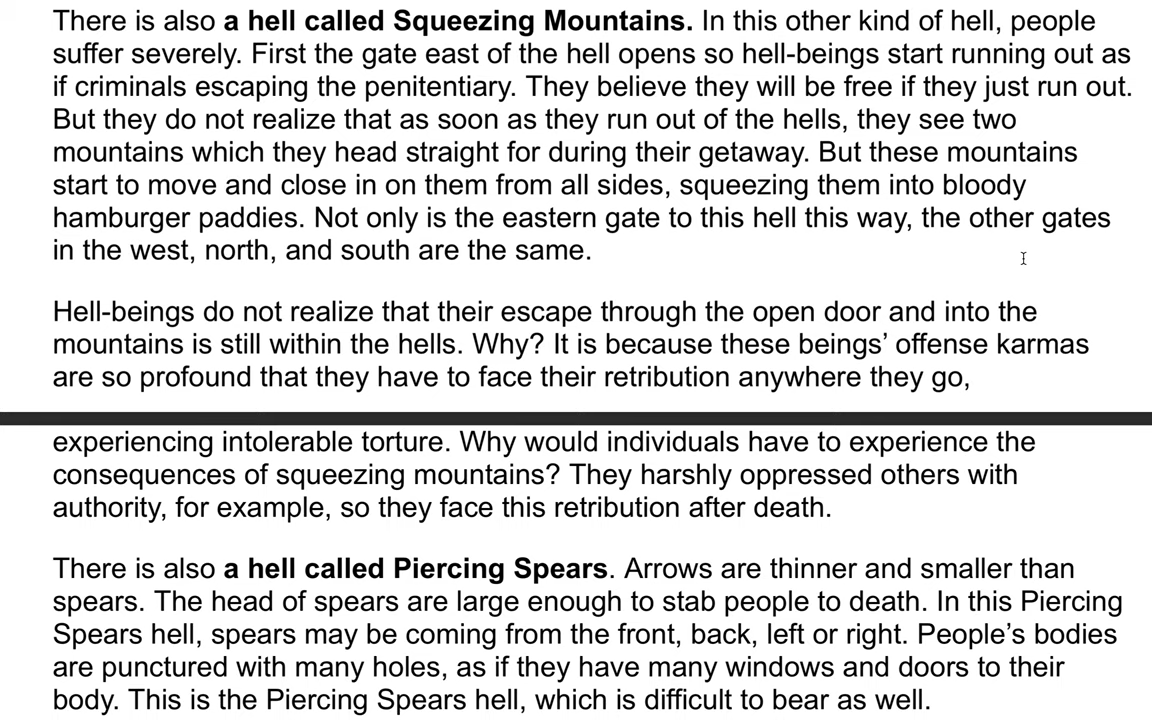 There is also a hell called Squeezing Mountains. In this other kind of hell, people
suffer severely. First the gate east of the hell opens so hell-beings start running out as
if criminals escaping the penitentiary. They believe they will be free if they just run out.
But they do not realize that as soon as they run out of the hells, they see two
mountains which they head straight for during their getaway. But these mountains
start to move and close in on them from all sides, squeezing them into bloody
hamburger paddies. Not only is the eastern gate to this hell this way, the other gates
in the west, north, and south are the same.
Hell-beings do not realize that their escape through the open door and into the
mountains is still within the hells. Why? It is because these beings’ offense karmas
are so profound that they have to face their retribution anywhere they go,
experiencing intolerable torture. Why would individuals have to experience the
consequences of squeezing mountains? They harshly oppressed others with
authority, for example, so they face this retribution after death.
There is also a hell called Piercing Spears. Arrows are thinner and smaller than
spears. The head of spears are large enough to stab people to death. In this Piercing
Spears hell, spears may be coming from the front, back, left or right. People’s bodies
are punctured with many holes, as if they have many windows and doors to their
body. This is the Piercing Spears hell, which is difficult to bear as well.